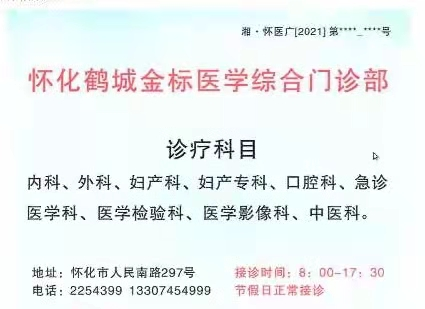 湘·怀医广[2021]第****_****号
怀化鹤城金标医学综合门诊部
诊疗科目
内科、外科、妇产科、妇产专科、口腔科、急诊
医学科、医学检验科、医学影像科、中医科。
地址：怀化市人民南路297号
接诊时间：8：00-17：30
电话：2254399 13307454999
节假日正常接诊